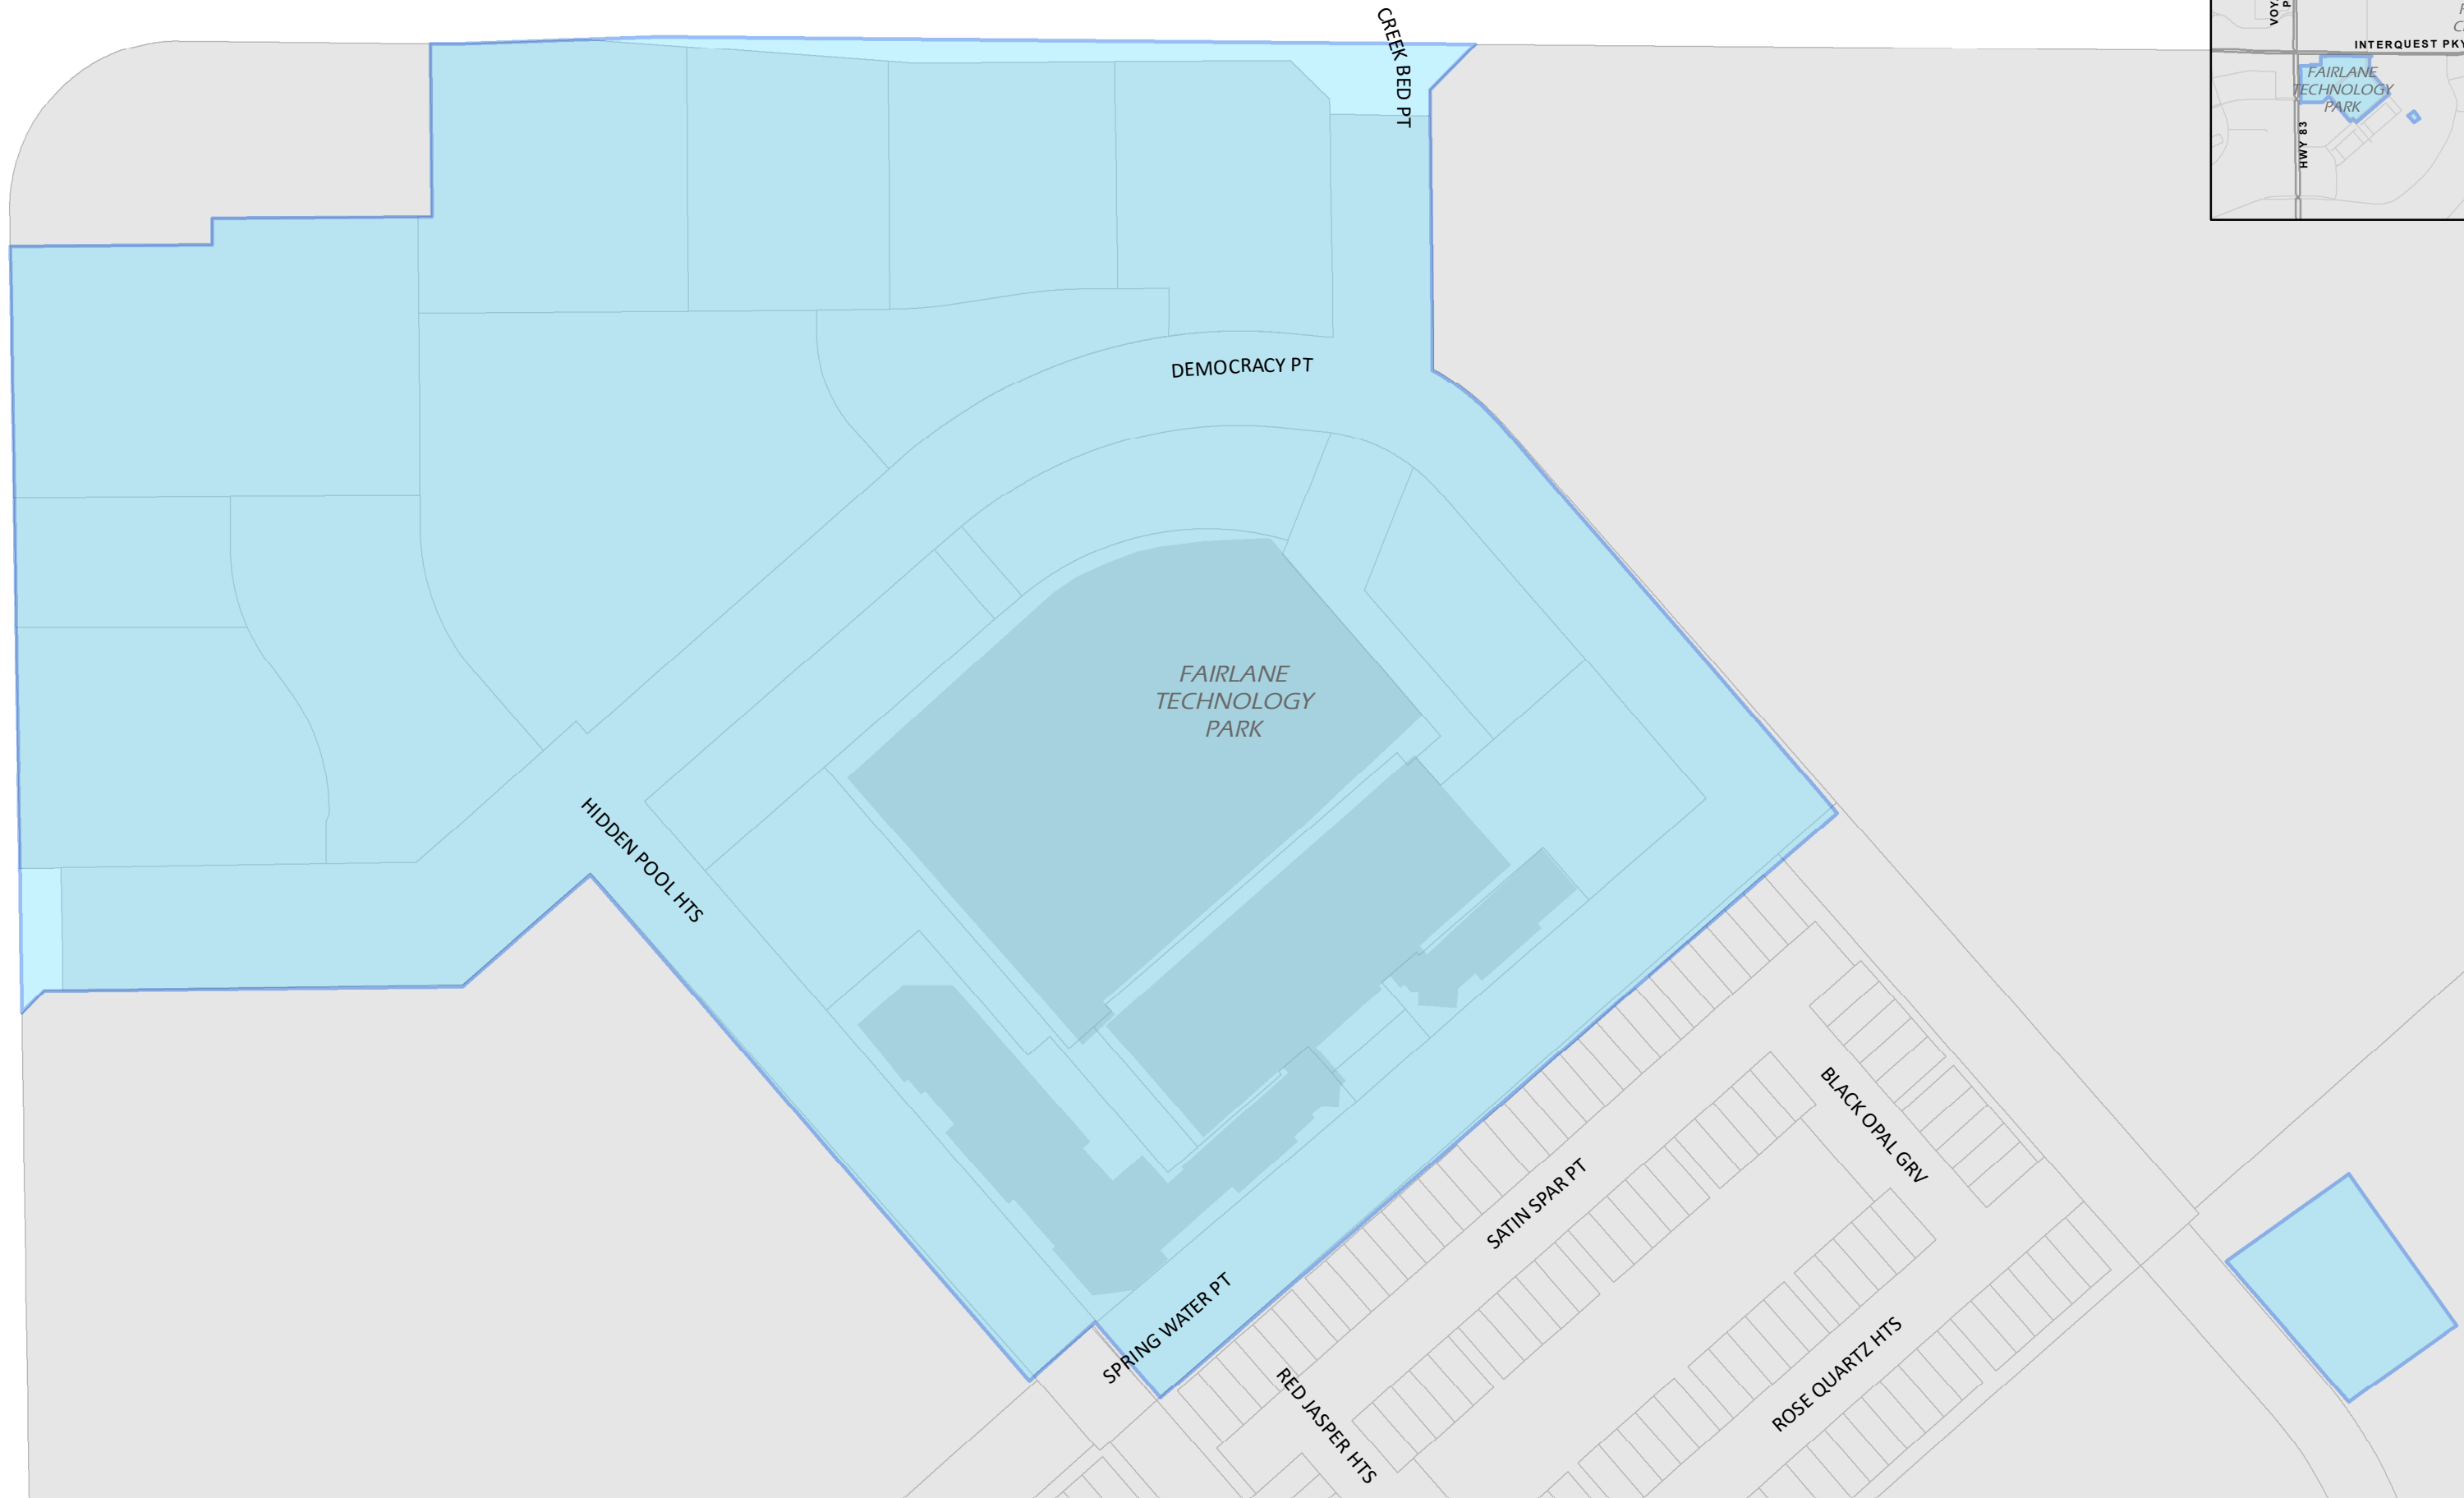 CREEK BED PT
DEMOCRACY PT
FAIRLANE
TECHNOLOGY
PARK
HIDDEN POOL HTS
SPRING WATER PT
RED JASPER HTS
SATIN SPAR PT
BLACK OPAL GRV
ROSE QUARTZ HTS
INTERQUEST PKY
FAIRLANE
TECHNOLOGY
PARK
HWY 83